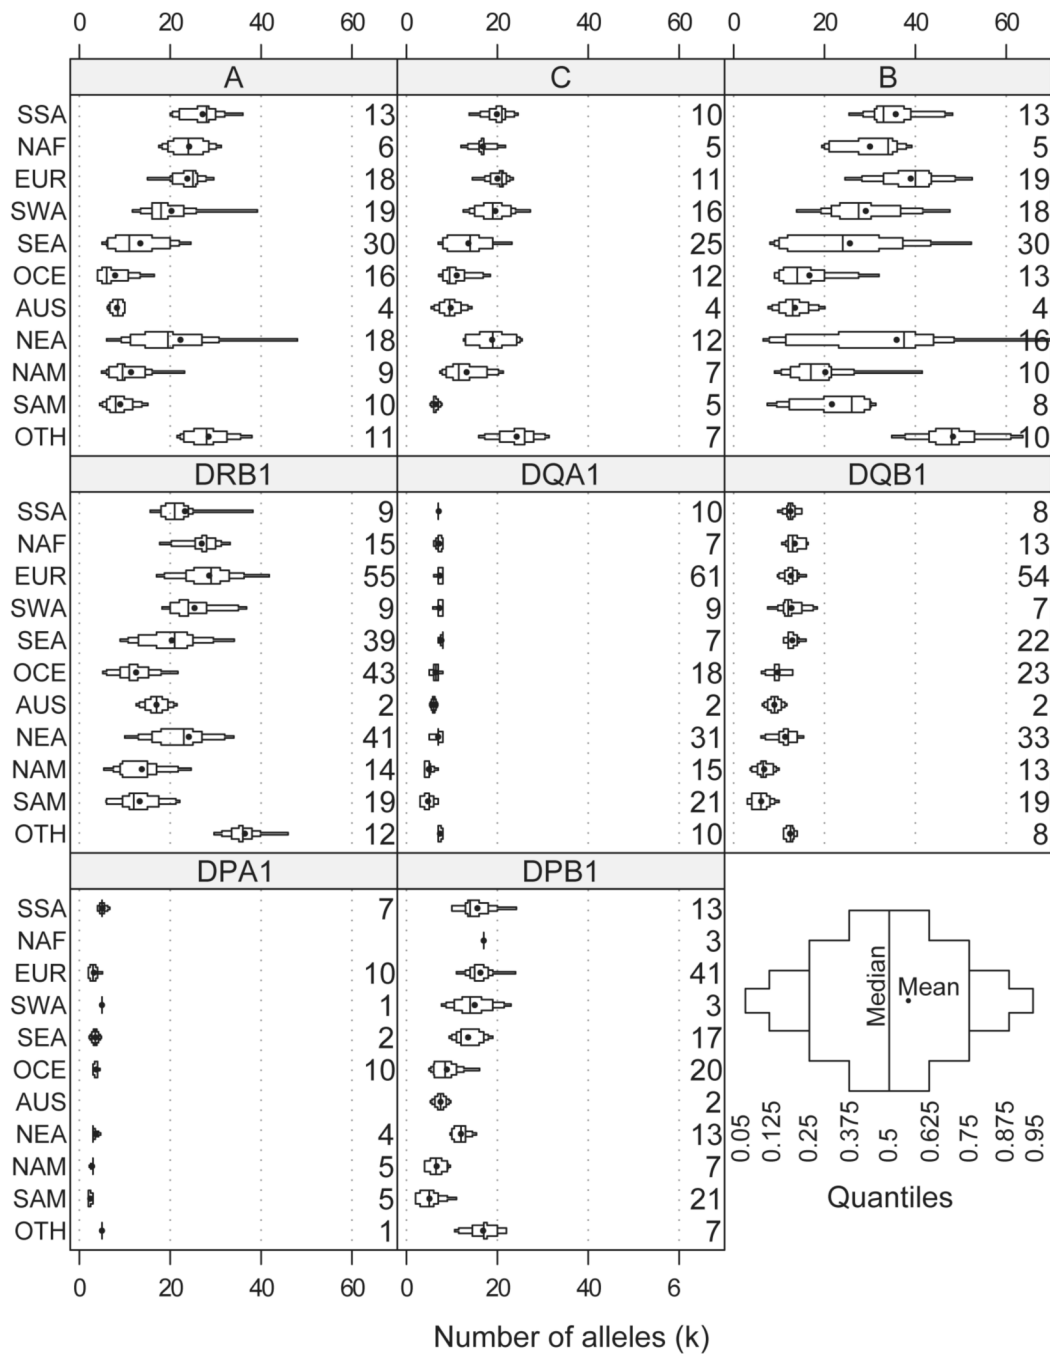 0 20 40 60 0 20 40 60 0 20 40 60
A C B
SSA 13 10 13
NAF 6 5 5
EUR 18 11 19
SWA 19 16 18
SEA 30 25 30
OCE 16 12 13
AUS 4 4 4
NEA 18 12 16
NAM 9 7 10
SAM 10 5 8
OTH 11 7 10
DRB1 DQA1 DQB1
SSA 9 10 8
NAF 15 7 13
EUR 55 61 54
SWA 9 9 7
SEA 39 7 22
OCE 43 18 23
AUS 2 2 2
NEA 41 31 33
NAM 14 15 13
SAM 19 21 19
OTH 12 10 8
DPA1 DPB1
SSA 7 13
NAF 3
EUR 10 41
SWA 1 3
SEA 2 17
OCE 10 20
AUS 2
NEA 4 13
NAM 5 7
SAM 5 21
OTH 1 7
0 20 40 60 0 20 40 6
Number of alleles (k)
Median
Mean
0.05 0.125 0.25 0.375 0.5 0.625 0.75 0.875 0.95
Quantiles